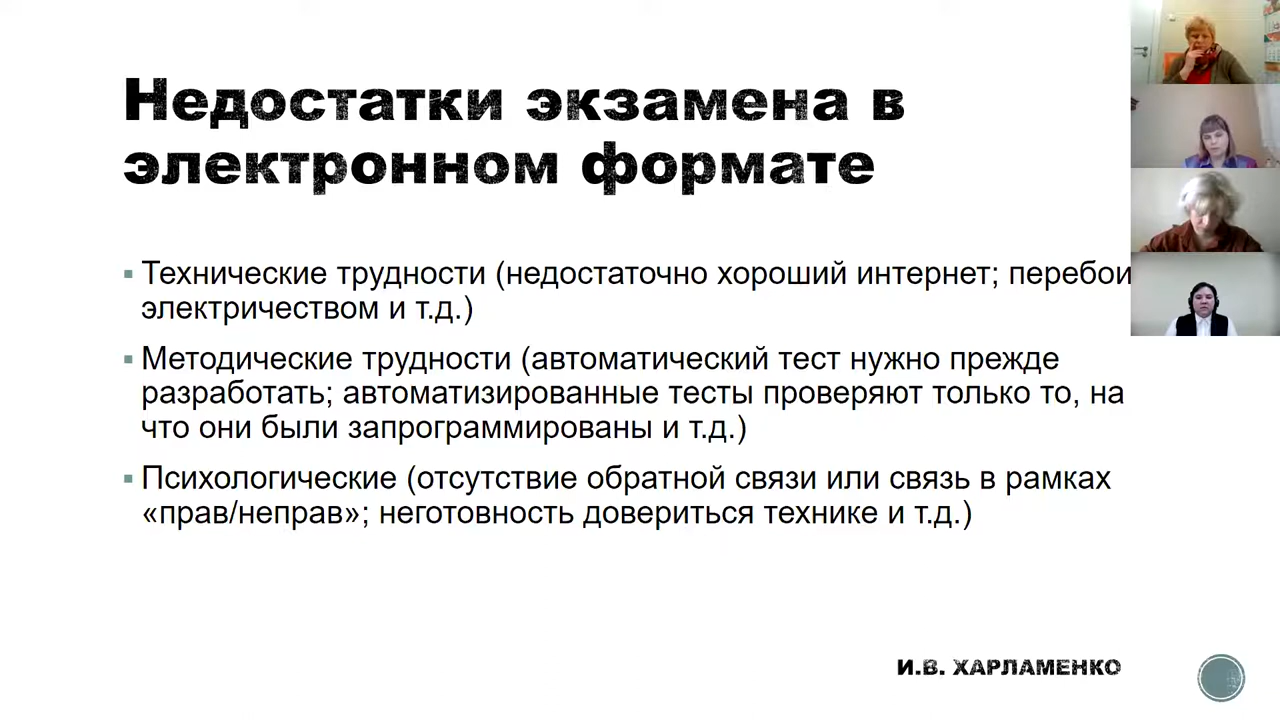 Недостатки экзамена в
электронном формате
▪ Технические трудности (недостаточно хороший интернет; перебои
электричеством и т.д.)
▪ Методические трудности (автоматический тест нужно прежде
разработать; автоматизированные тесты проверяют только то, на
что они были запрограммированы и т.д.)
▪ Психологические (отсутствие обратной связи или связь в рамках
«прав/неправ»; неготовность довериться технике и т.д.)
И.В. ХАРЛАМЕНКО